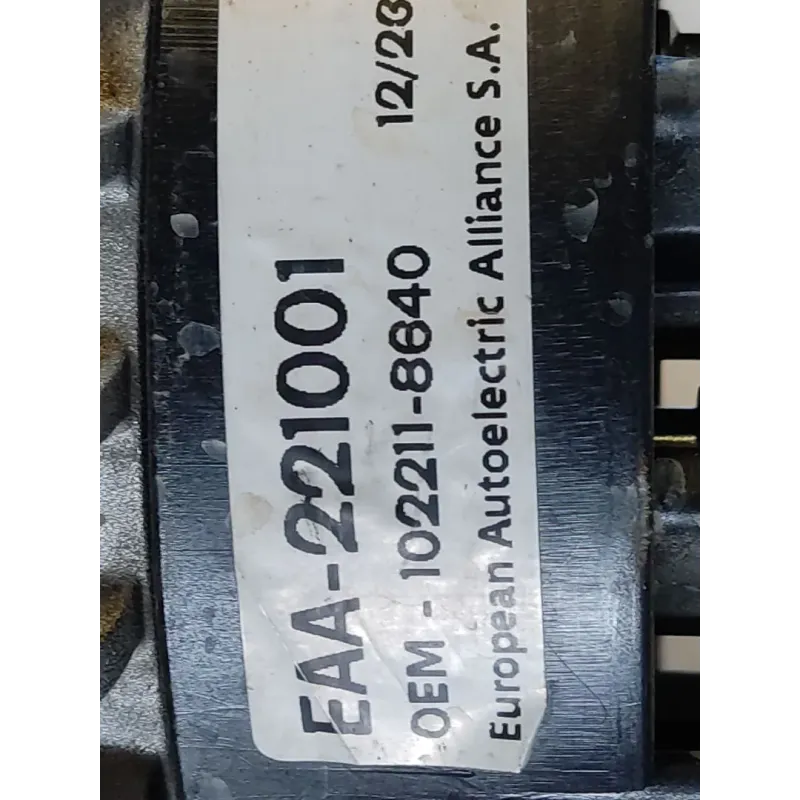 EAA-221001
OEM - 102211-8640 12/20
European Autoelectric Alliance S.A.